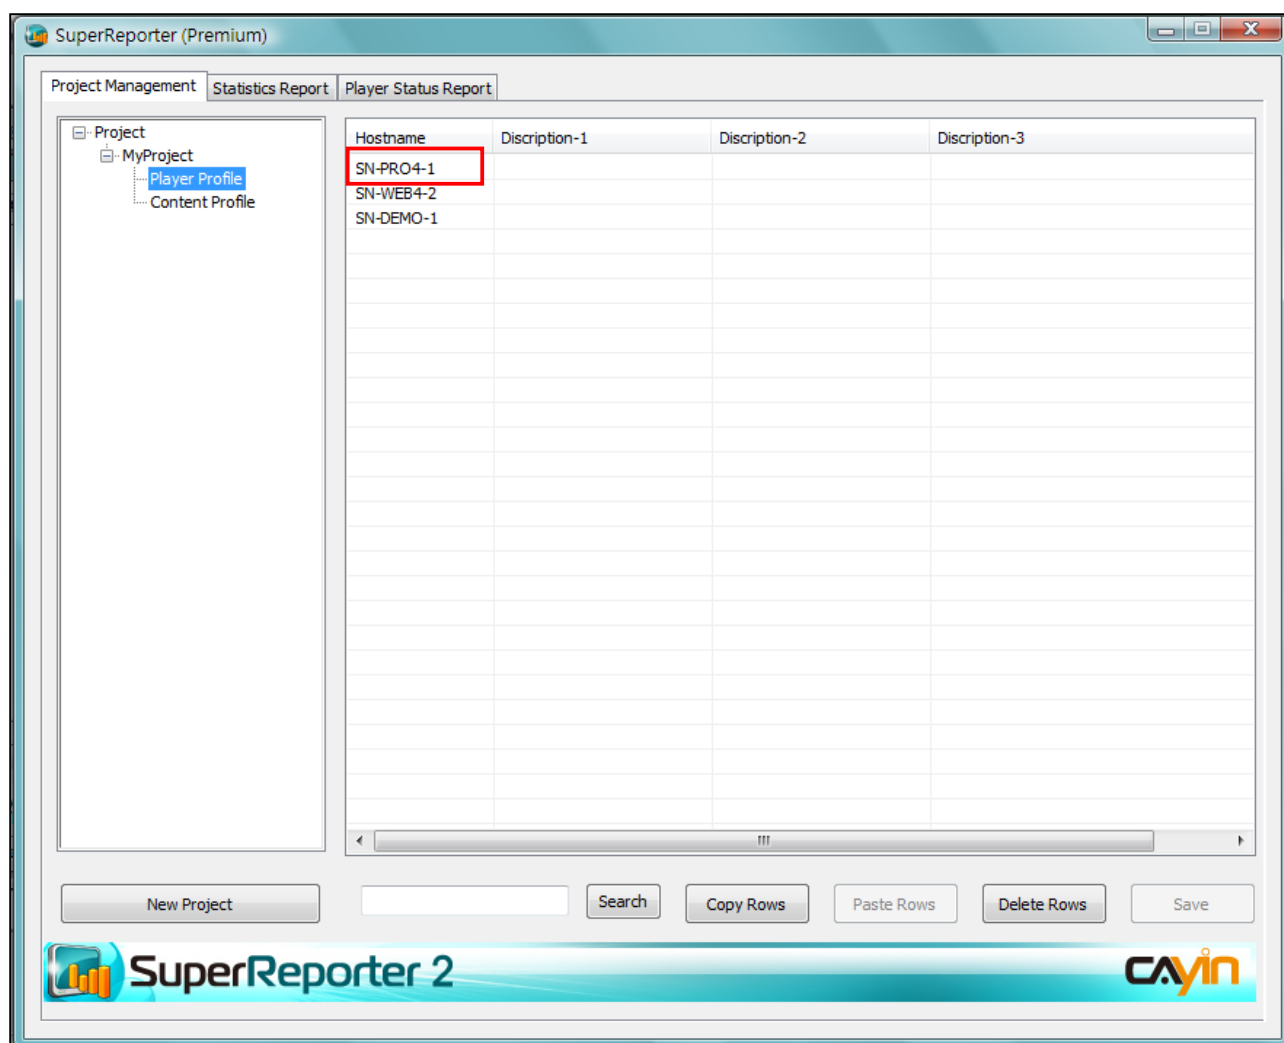 SuperReporter (Premium)
Project Management Statistics Report Player Status Report
Project
MyProject
Player Profile
Content Profile
Hostname Discription-1 Discription-2 Discription-3
SN-PRO4-1
SN-WEB4-2
SN-DEMO-1
New Project Search Copy Rows Paste Rows Delete Rows Save
SuperReporter 2 CAYIN